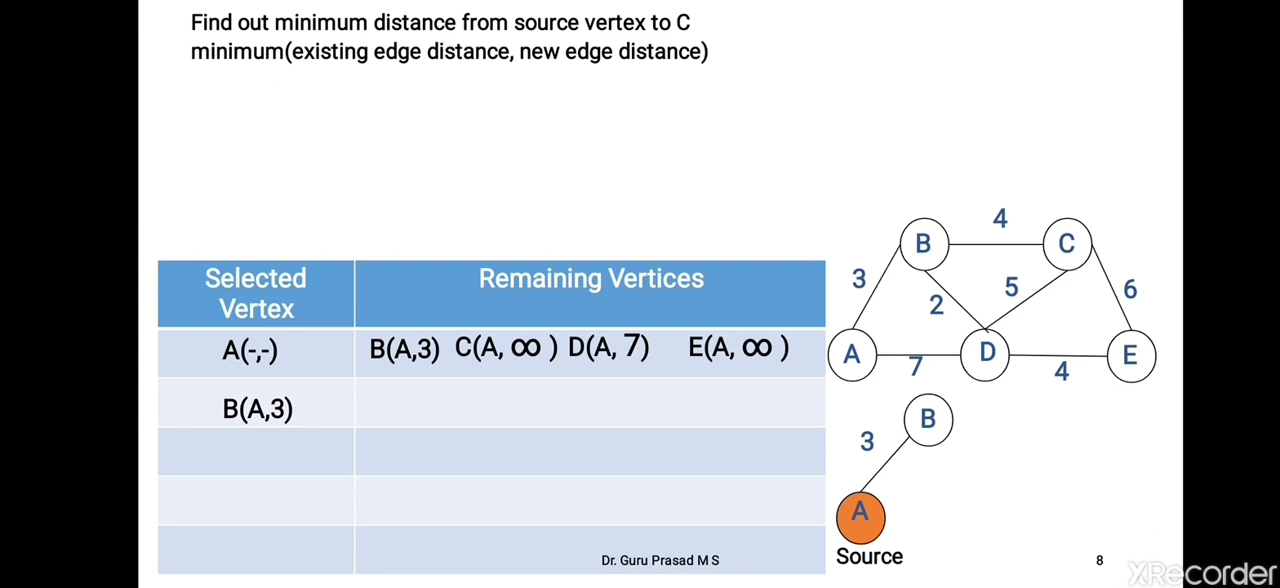 Find out minimum distance from source vertex to C
minimum(existing edge distance, new edge distance)
Selected Vertex
Remaining Vertices
A(-,-)
B(A,3) C(A, ∞ ) D(A, 7) E(A, ∞ )
B(A,3)
4
B
C
3
2
5
6
A
7
D
4
E
B
3
A
Source
Dr. Guru Prasad M S
8
XRecorder